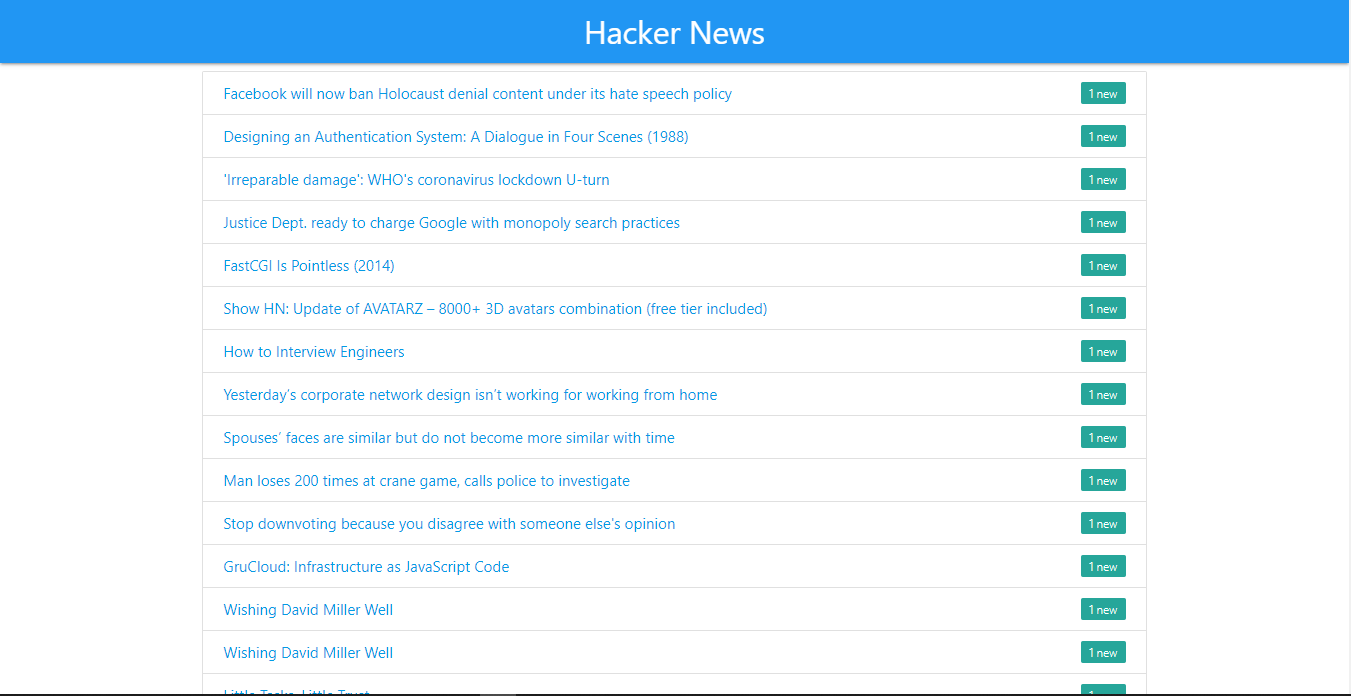 Hacker News
Facebook will now ban Holocaust denial content under its hate speech policy 1 new
Designing an Authentication System: A Dialogue in Four Scenes (1988) 1 new
'Irreparable damage': WHO's coronavirus lockdown U-turn 1 new
Justice Dept. ready to charge Google with monopoly search practices 1 new
FastCGI Is Pointless (2014) 1 new
Show HN: Update of AVATARZ – 8000+ 3D avatars combination (free tier included) 1 new
How to Interview Engineers 1 new
Yesterday's corporate network design isn't working for working from home 1 new
Spouses' faces are similar but do not become more similar with time 1 new
Man loses 200 times at crane game, calls police to investigate 1 new
Stop downvoting because you disagree with someone else's opinion 1 new
GruCloud: Infrastructure as JavaScript Code 1 new
Wishing David Miller Well 1 new
Wishing David Miller Well 1 new